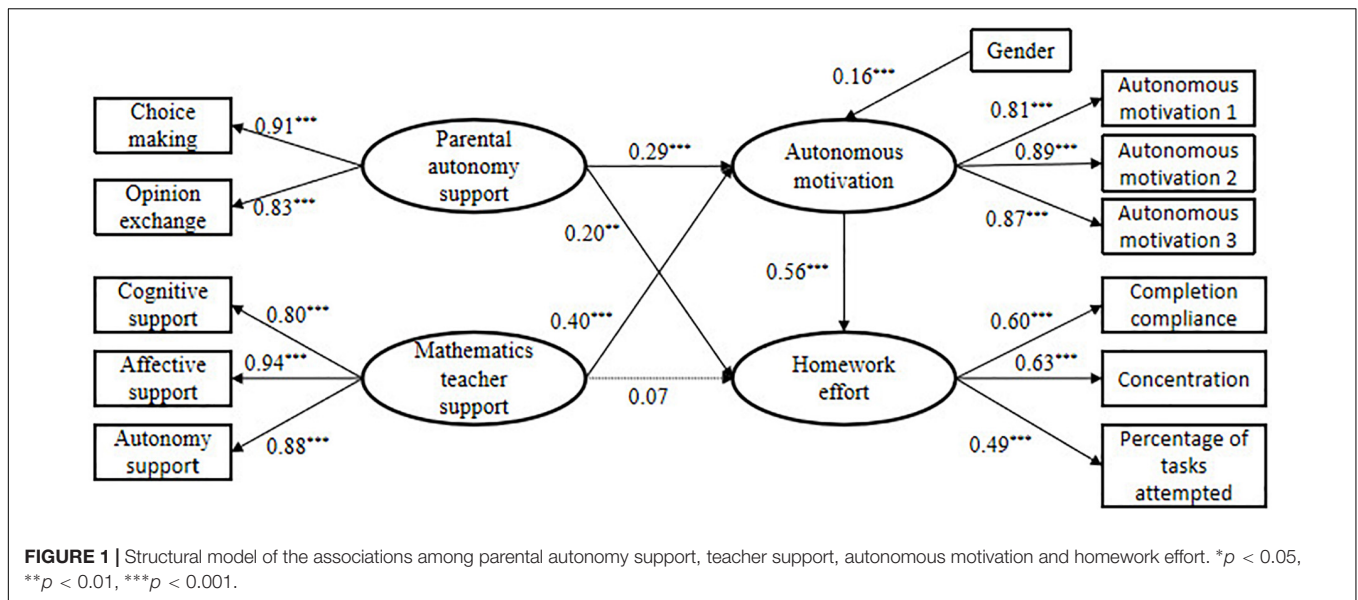 Gender
0.16***
Choice
making
0.91***
Opinion
exchange
0.83***
Parental
autonomy
support
0.29***
0.20**
Autonomous
motivation
0.81***
0.89***
0.87***
Autonomous
motivation 1
Autonomous
motivation 2
Autonomous
motivation 3
0.56***
Cognitive
support
0.80***
Affective
support
0.94***
Autonomy
support
0.88***
Mathematics
teacher
support
0.40***
0.07
Homework
effort
0.60***
0.63***
0.49***
Completion
compliance
Concentration
Percentage of
tasks
attempted
FIGURE 1 | Structural model of the associations among parental autonomy support, teacher support, autonomous motivation and homework effort. *p < 0.05,
**p < 0.01, ***p < 0.001.